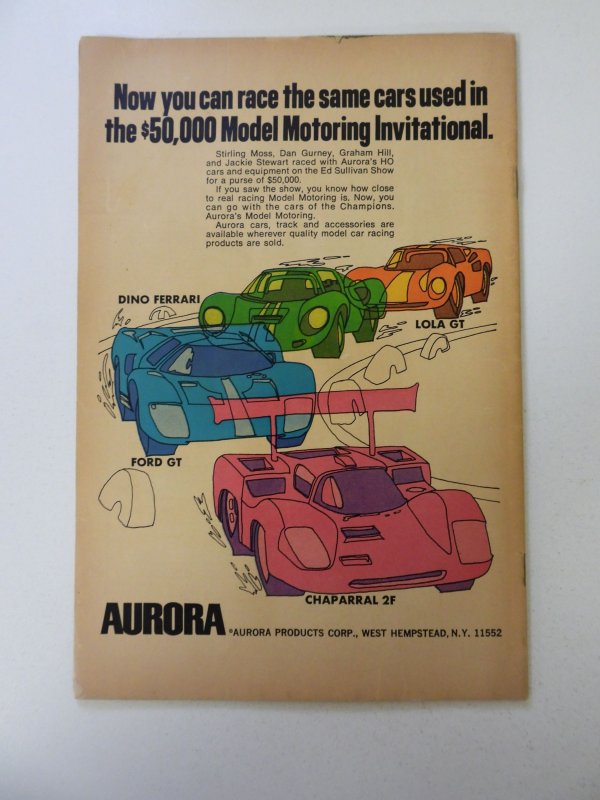 Now you can race the same cars used in
the $50,000 Model Motoring Invitational.
Stirling Moss, Dan Gurney, Graham Hill,
and Jackie Stewart raced with Aurora's HO
cars and equipment on the Ed Sullivan Show
for a purse of $50,000.
If you saw the show, you know how close
to real racing Model Motoring is. Now, you
can go with the cars of the Champions.
Aurora's Model Motoring.
Aurora cars, track and accessories are
available wherever quality model car racing
products are sold.
DINO FERRARI
LOLA GT
FORD GT
CHAPARRAL 2F
AURORA ®AURORA PRODUCTS CORP., WEST HEMPSTEAD, N.Y. 11552